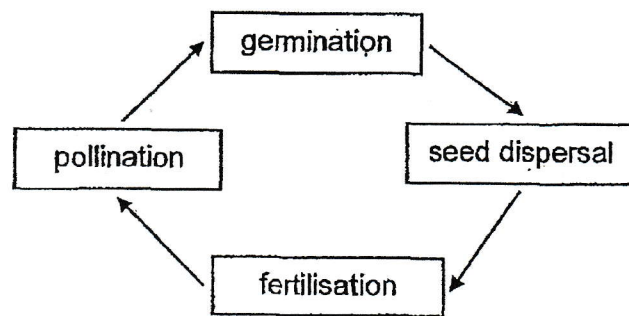 germination
pollination
seed dispersal
fertilisation